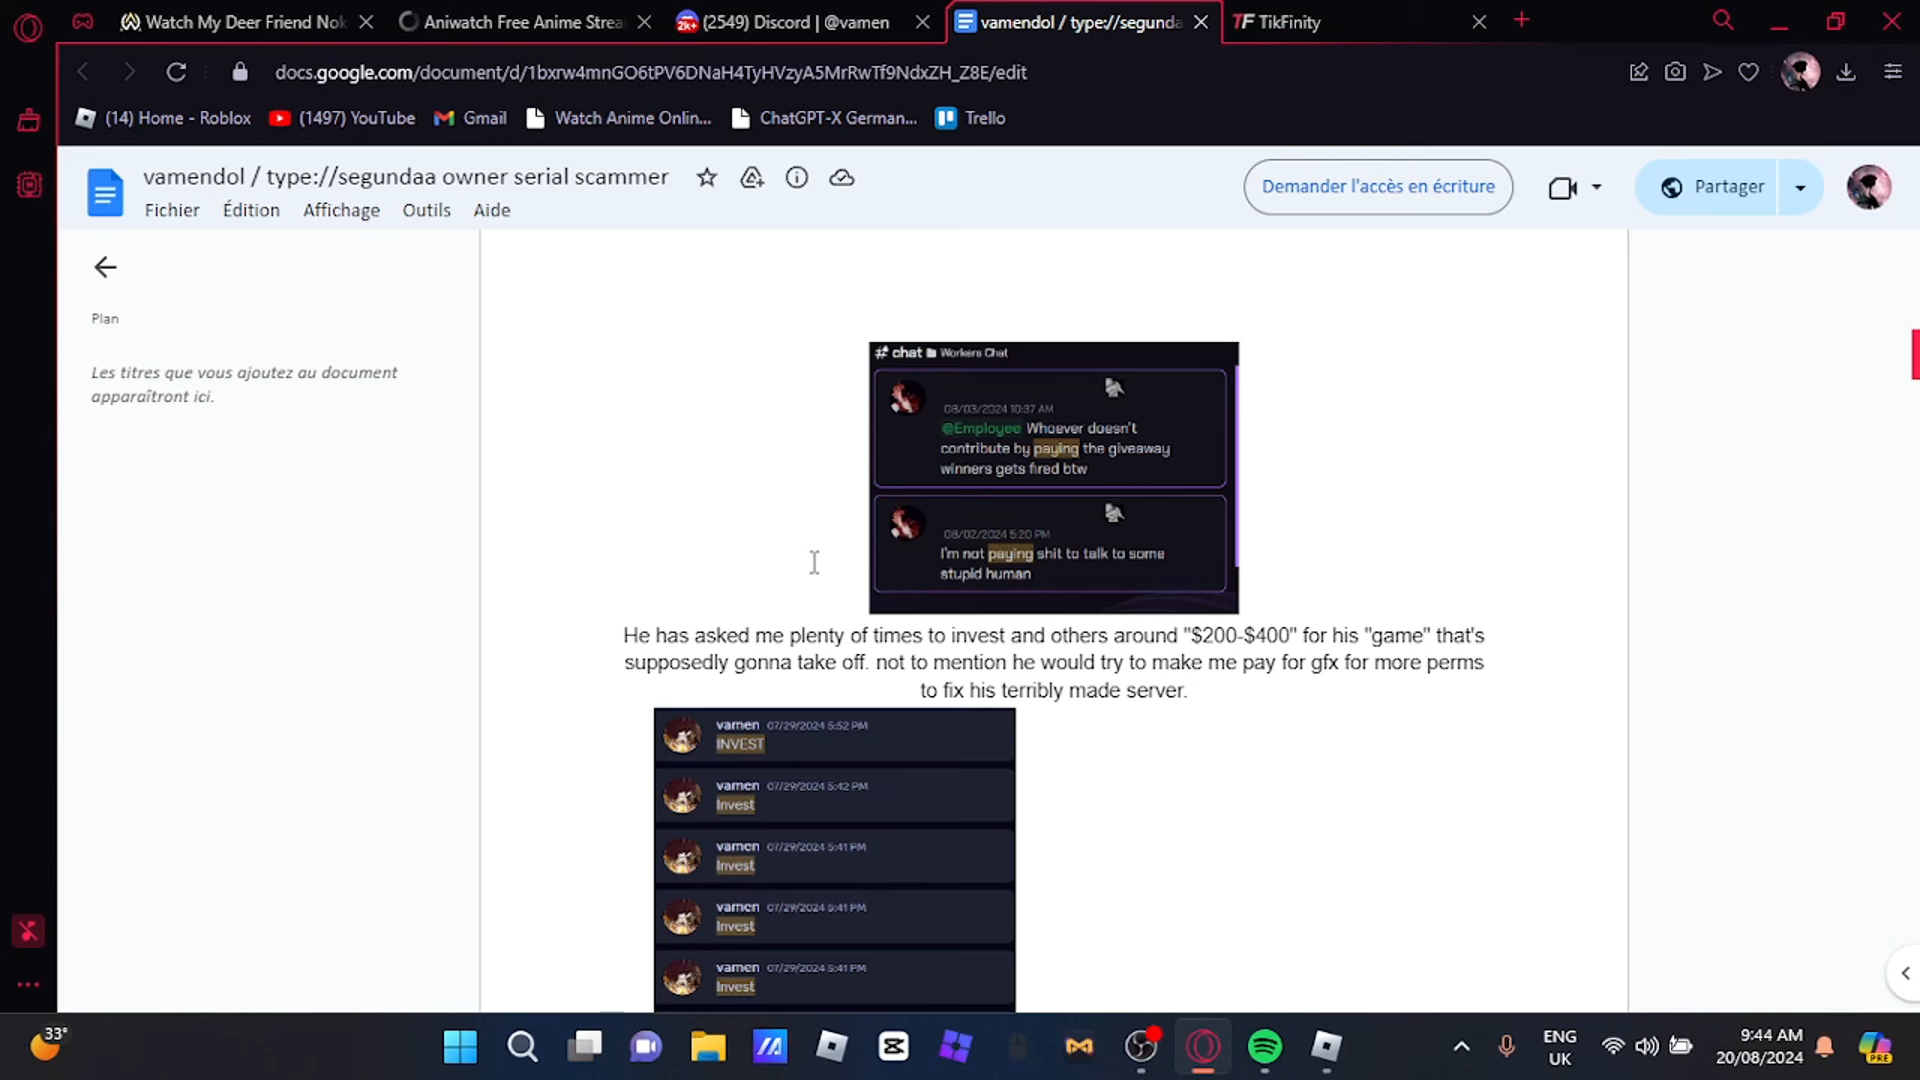 Watch My Deer Friend Nok
Aniwatch Free Anime Strea
(2549) Discord | @vamen
vamendol / type://segunda
TikFinity
docs.google.com/document/d/1bxrw4mnGO6tPV6DNaH4TyHVzyA5MrRwTf9NdxZH_Z8E/edit
(14) Home - Roblox
(1497) YouTube
Gmail
Watch Anime Onlin...
ChatGPT-X German...
Trello
vamendol / type://segundaa owner serial scammer
Demander l'accès en écriture
Partager
Fichier
Édition
Affichage
Outils
Aide
Plan
Les titres que vous ajoutez au document
apparaîtront ici.
chat Workers Chat
08/03/2024 10:37 AM
@Employee Whoever doesn't
contribute by paying the giveaway
winners gets fired btw
08/02/2024 5:20 PM
I'm not paying shit to talk to some
stupid human
He has asked me plenty of times to invest and others around "$200-$400" for his "game" that's
supposedly gonna take off. not to mention he would try to make me pay for gfx for more perms
to fix his terribly made server.
vamen 07/29/2024 5:52 PM
INVEST
vamen 07/29/2024 5:42 PM
Invest
vamen 07/29/2024 5:41 PM
Invest
vamen 07/29/2024 5:41 PM
Invest
vamen 07/29/2024 5:41 PM
Invest
33°
ENG
UK
9:44 AM
20/08/2024